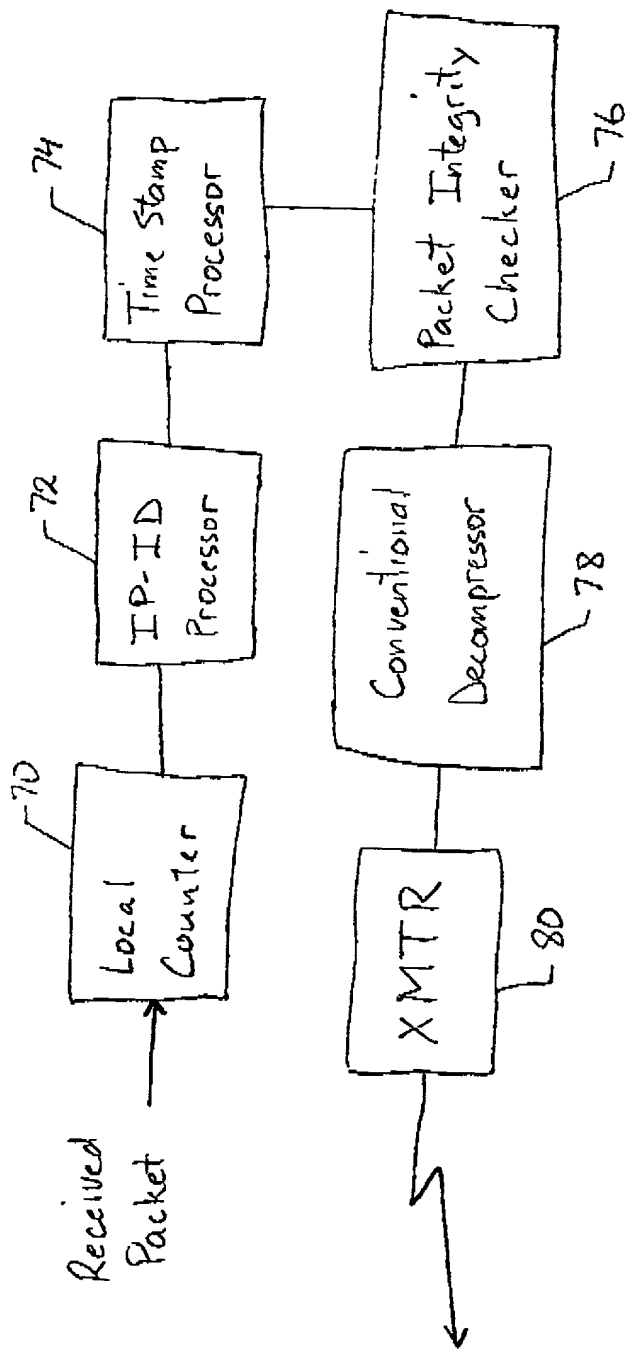 Received
Packet
70
Local
Counter
72
IP-ID
Processor
74
Time Stamp
Processor
Packet Integrity
Checker
76
Conventional
Decompressor
78
XMTR
80